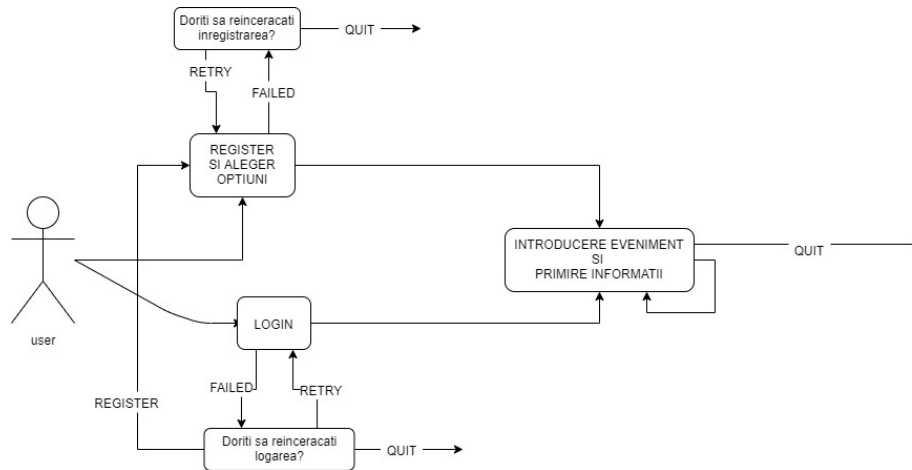 Doriti sa reinceracati
inregistrarea?
QUIT
RETRY
FAILED
REGISTER
SI ALEGER
OPTIUNI
INTRODUCERE EVENIMENT
SI
PRIMIRE INFORMATII
QUIT
user
LOGIN
FAILED
RETRY
REGISTER
Doriti sa reinceracati
logarea?
QUIT